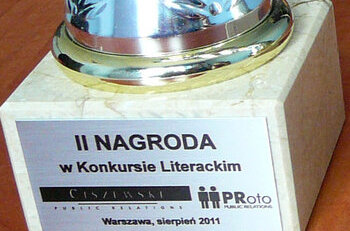 II NAGRODA
w Konkursie Literackim
CISZEWSKI PRoto
PUBLIC RELATIONS PUBLIC RELATIONS
Warszawa, sierpień 2011